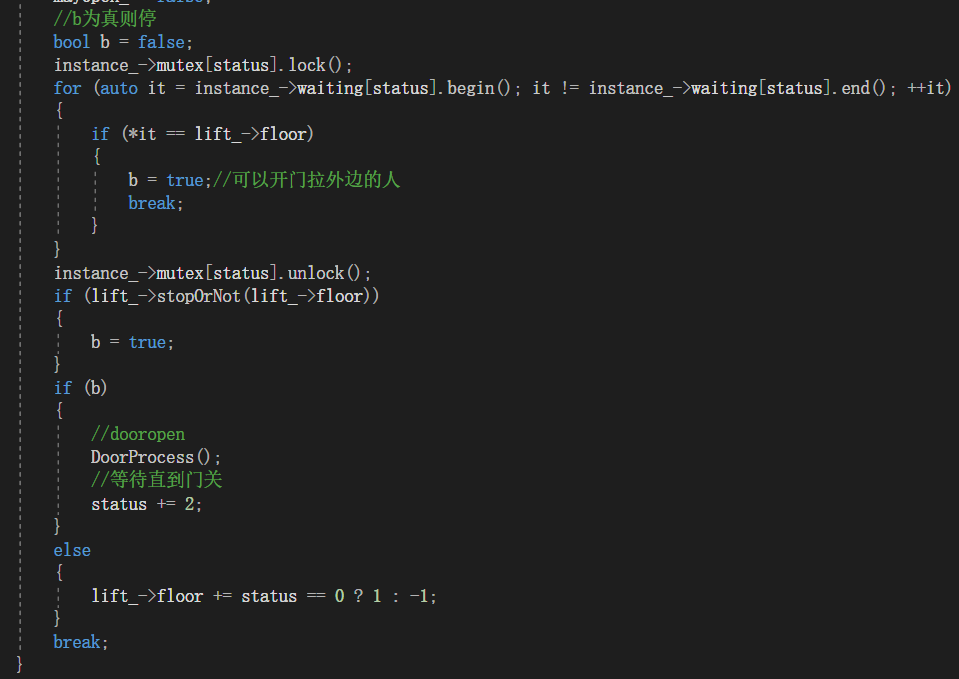 //b为真则停
bool b = false;
instance_->mutex[status].lock();
for (auto it = instance_->waiting[status].begin(); it != instance_->waiting[status].end(); ++it)
{
if (*it == lift_->floor)
{
b = true;//可以开门拉外边的人
break;
}
}
instance_->mutex[status].unlock();
if (lift_->stopOrNot(lift_->floor))
{
b = true;
}
if (b)
{
//dooropen
DoorProcess();
//等待直到门关
status += 2;
}
else
{
lift_->floor += status == 0 ? 1 : -1;
}
break;
}